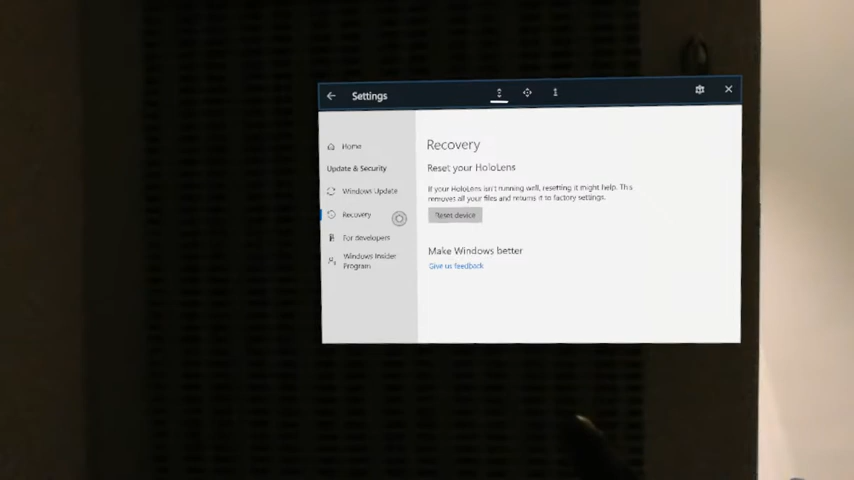 Settings
Home
Update & Security
Windows Update
Recovery
For developers
Windows Insider
Program
Recovery
Reset your HoloLens
If your HoloLens isn't running well, resetting it might help. This
removes all your files and returns it to factory settings.
Reset device
Make Windows better
Give us feedback